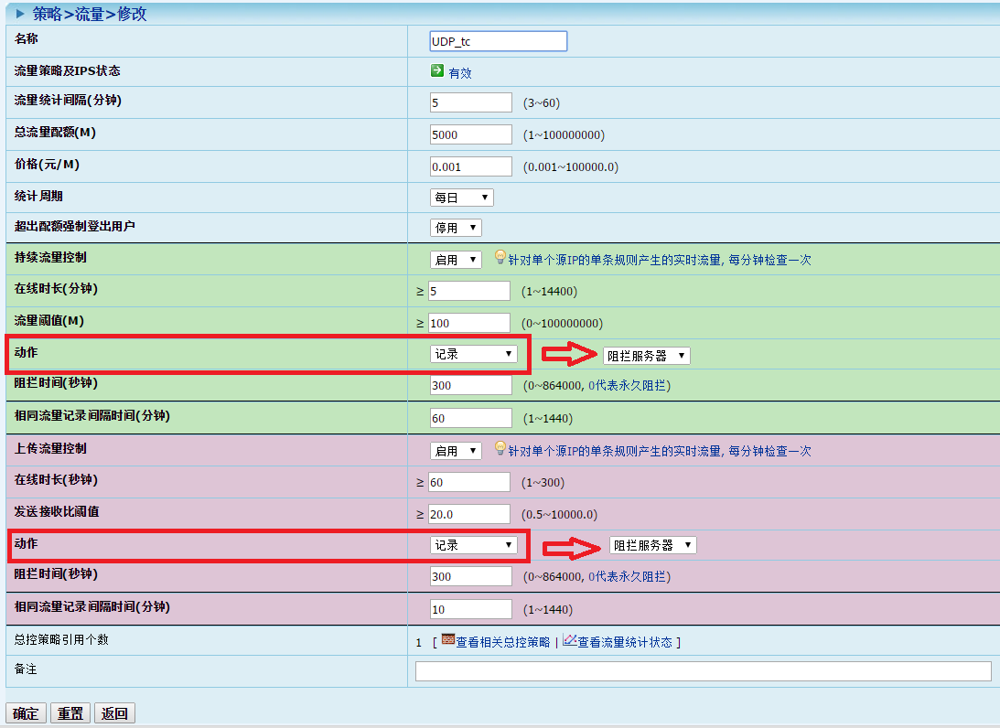 策略>流量>修改
名称 UDP_tc
流量策略及IPS状态 有效
流量统计间隔(分钟) 5 (3~60)
总流量配额(M) 5000 (1~100000000)
价格(元/M) 0.001 (0.001~100000.0)
统计周期 每日
超出配额强制登出用户 停用
持续流量控制 启用 针对单个源IP的单条规则产生的实时流量, 每分钟检查一次
在线时长(分钟) ≥ 5 (1~14400)
流量阈值(M) ≥ 100 (0~100000000)
动作 记录 阻拦服务器
阻拦时间(秒钟) 300 (0~864000, 0代表永久阻拦)
相同流量记录间隔时间(分钟) 60 (1~1440)
上传流量控制 启用 针对单个源IP的单条规则产生的实时流量, 每分钟检查一次
在线时长(秒钟) ≥ 60 (1~300)
发送接收比阈值 ≥ 20.0 (0.5~10000.0)
动作 记录 阻拦服务器
阻拦时间(秒钟) 300 (0~864000, 0代表永久阻拦)
相同流量记录间隔时间(分钟) 10 (1~1440)
总控策略引用个数 1 [ 查看相关总控策略 | 查看流量统计状态 ]
备注
确定 重置 返回